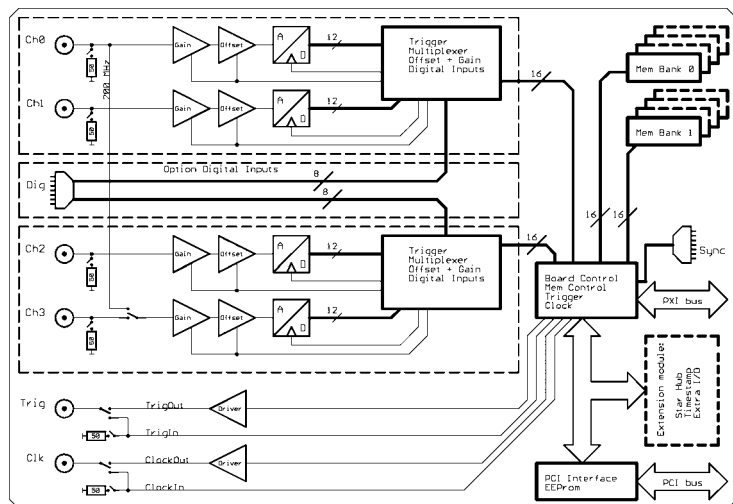 Ch0
50
200 MHz
Gain
Offset
A
D
12
Trigger
Multiplexer
Offset + Gain
Digital Inputs
16
Mem Bank 0
Ch1
50
Gain
Offset
A
D
12
Mem Bank 1
Option Digital Inputs
Dig
8
8
16
16
Ch2
50
Gain
Offset
A
D
12
Trigger
Multiplexer
Offset + Gain
Digital Inputs
16
Sync
Board Control
Mem Control
Trigger
Clock
PXI bus
Ch3
50
Gain
Offset
A
D
12
Extension module:
Star Hub
Timestamp
Extra I/O
Trig
TrigOut
Driver
50
TrigIn
Clk
ClockOut
Driver
50
ClockIn
PCI Interface
EEProm
PCI bus